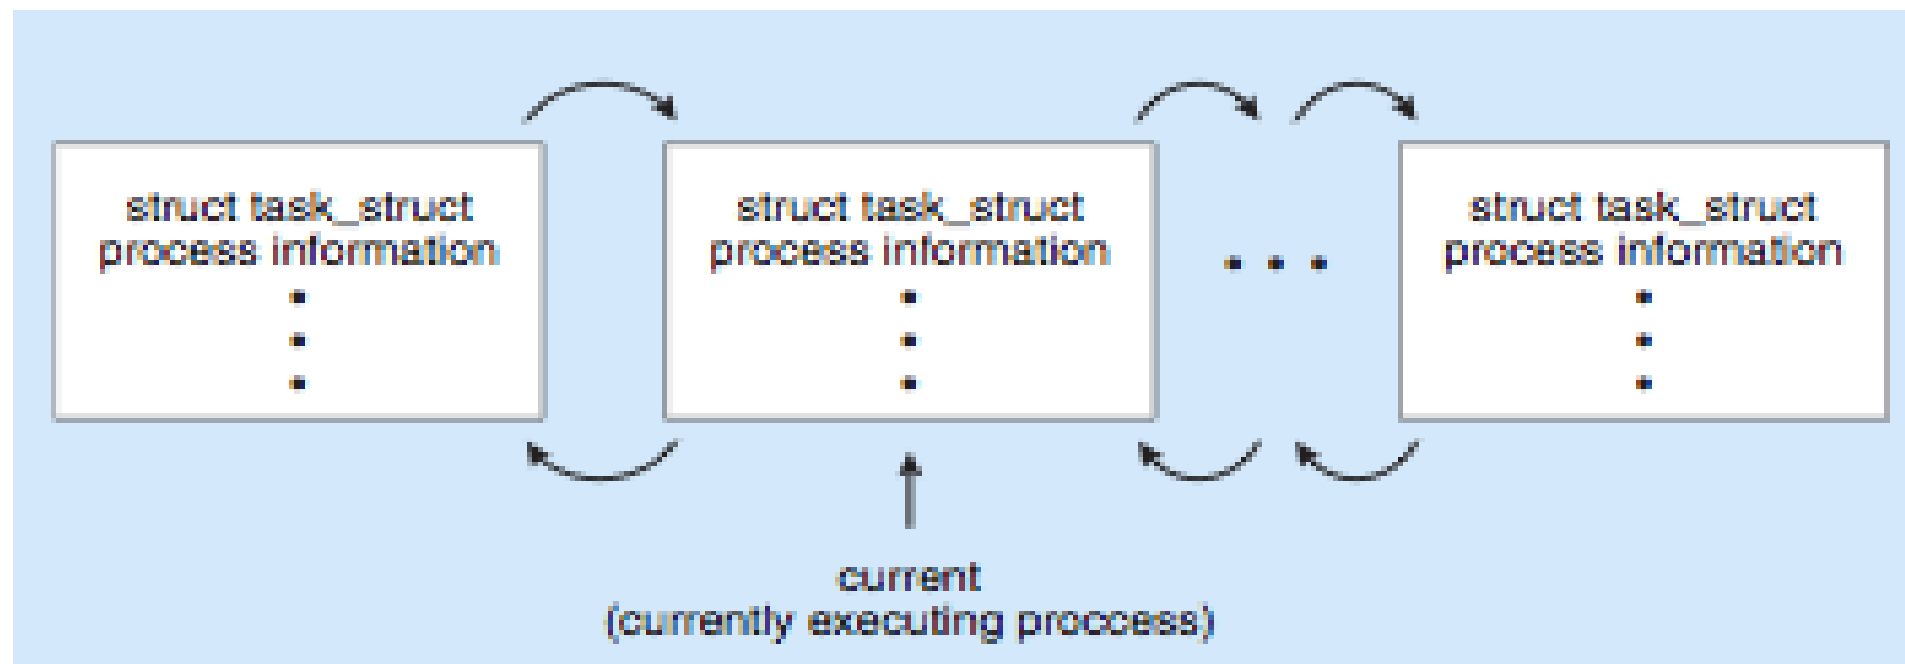 struct task_struct
process information
struct task_struct
process information
struct task_struct
process information
current
(currently executing proccess)